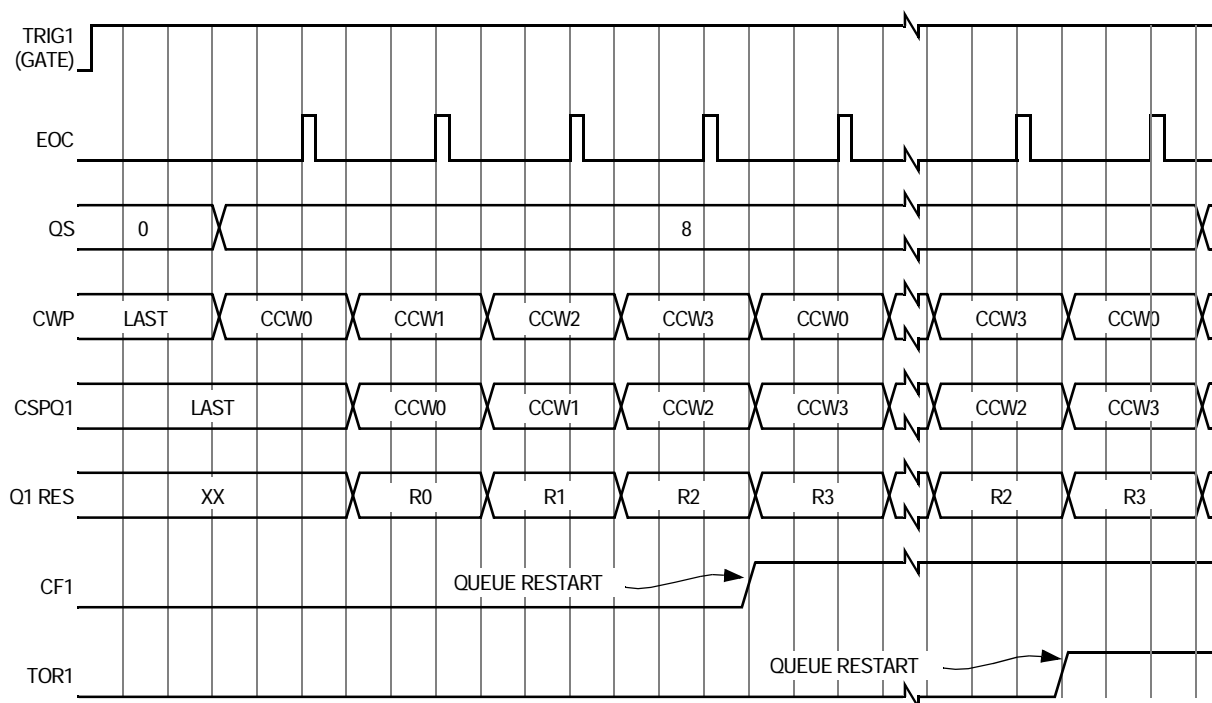 TRIG1
(GATE)
EOC
QS 0 8
CWP LAST CCW0 CCW1 CCW2 CCW3 CCW0 CCW3 CCW0
CSPQ1 LAST CCW0 CCW1 CCW2 CCW3 CCW2 CCW3
Q1 RES XX R0 R1 R2 R3 R2 R3
CF1 QUEUE RESTART
TOR1 QUEUE RESTART